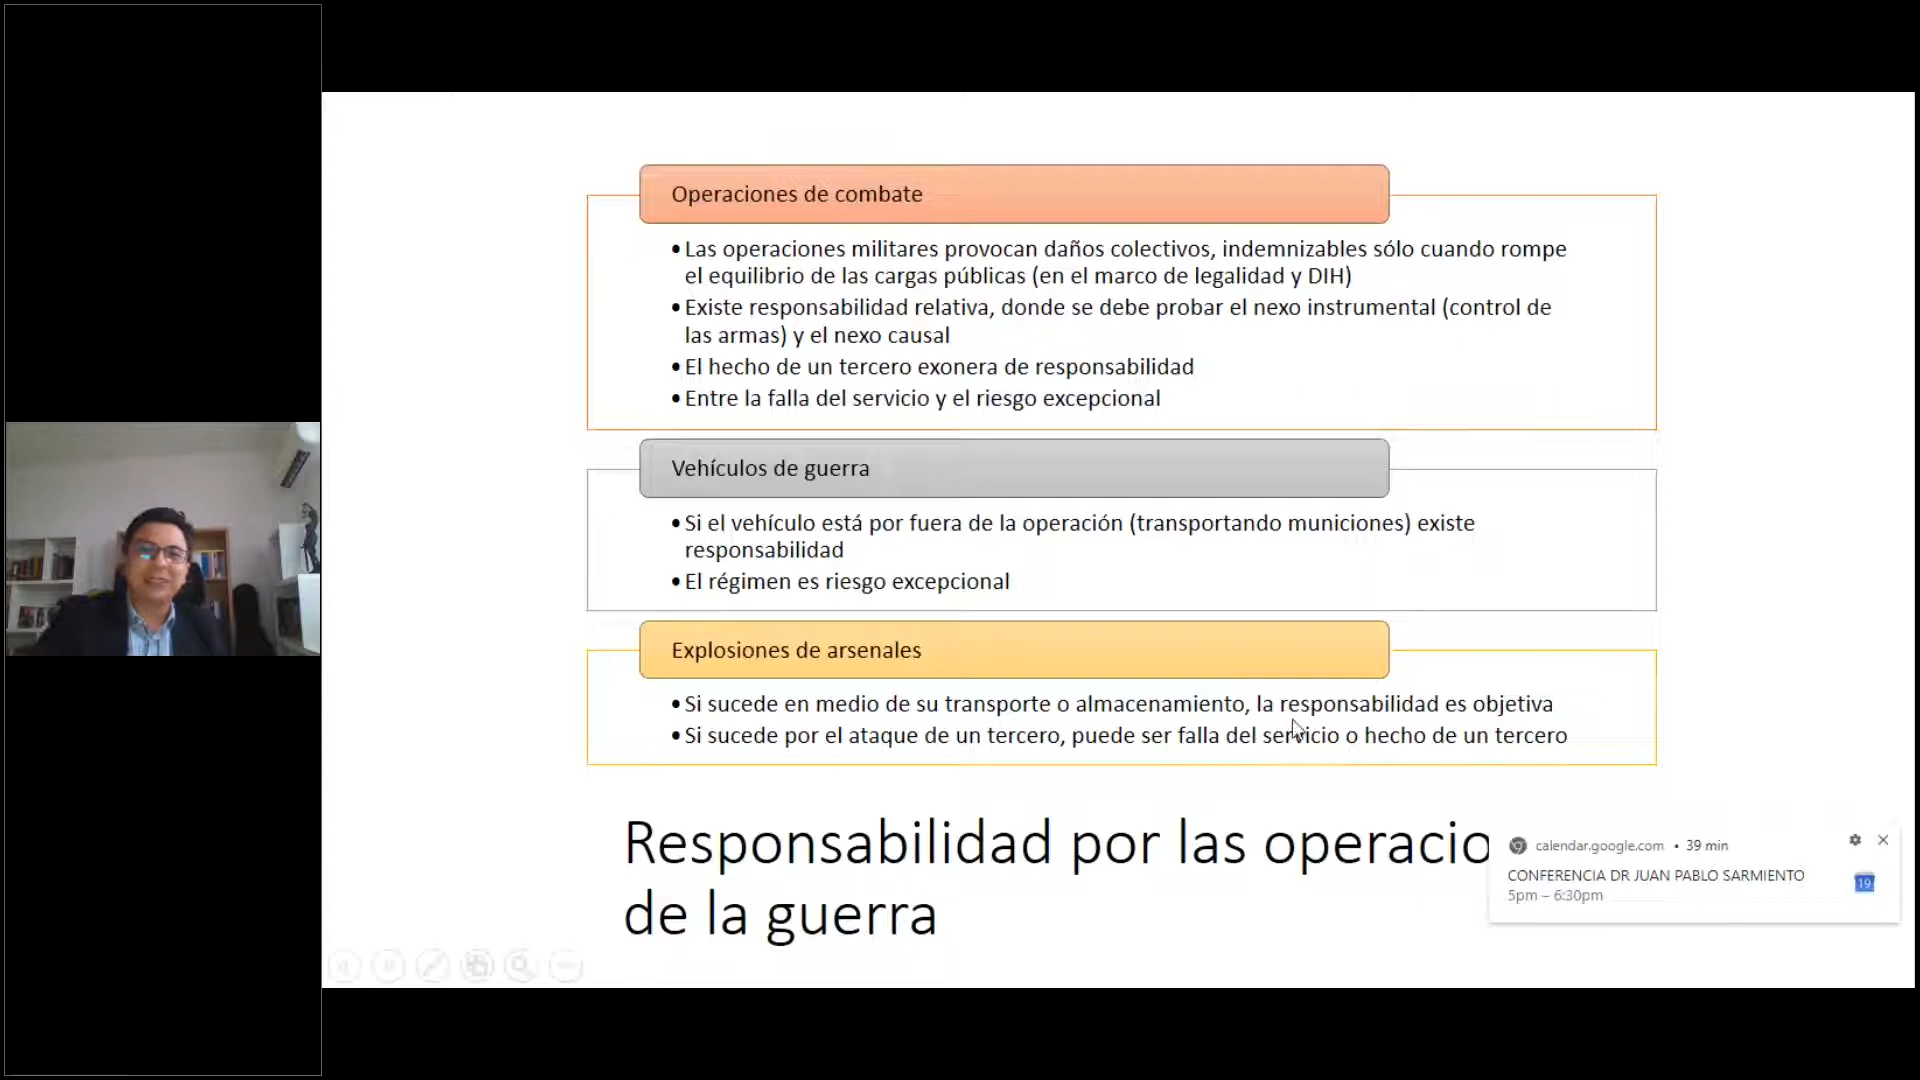 Operaciones de combate
•Las operaciones militares provocan daños colectivos, indemnizables sólo cuando rompe
el equilibrio de las cargas públicas (en el marco de legalidad y DIH)
•Existe responsabilidad relativa, donde se debe probar el nexo instrumental (control de
las armas) y el nexo causal
•El hecho de un tercero exonera de responsabilidad
•Entre la falla del servicio y el riesgo excepcional
Vehículos de guerra
•Si el vehículo está por fuera de la operación (transportando municiones) existe
responsabilidad
•El régimen es riesgo excepcional
Explosiones de arsenales
•Si sucede en medio de su transporte o almacenamiento, la responsabilidad es objetiva
•Si sucede por el ataque de un tercero, puede ser falla del servicio o hecho de un tercero
Responsabilidad por las operacio
de la guerra
calendar.google.com • 39 min
CONFERENCIA DR JUAN PABLO SARMIENTO
5pm – 6:30pm
19